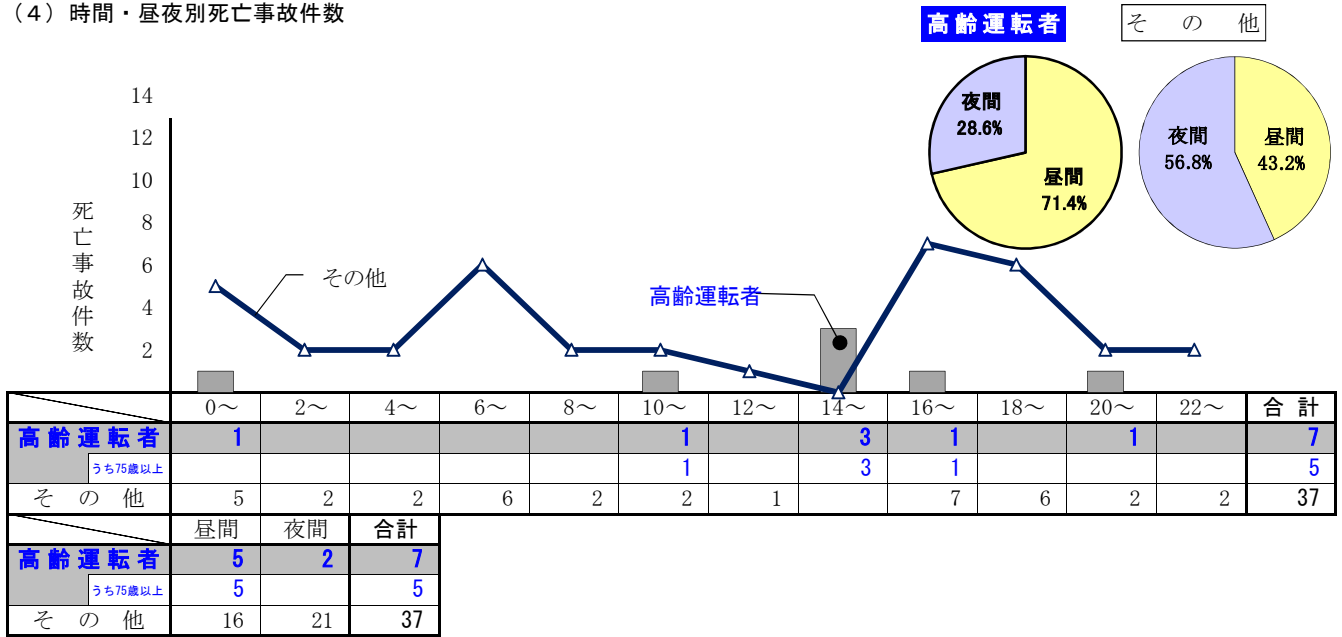 （４）時間・昼夜別死亡事故件数
高齢運転者
そ の 他
夜間
28.6%
昼間
71.4%
夜間
56.8%
昼間
43.2%
死亡事故件数
14
12
10
8
6
4
2
その他
高齢運転者
0～ 2～ 4～ 6～ 8～ 10～ 12～ 14～ 16～ 18～ 20～ 22～ 合 計
高齢運転者 1 1 3 1 1 7
うち75歳以上 1 3 1 5
そ の 他 5 2 2 6 2 2 1 7 6 2 2 37
昼間 夜間 合計
高齢運転者 5 2 7
うち75歳以上 5 5
そ の 他 16 21 37